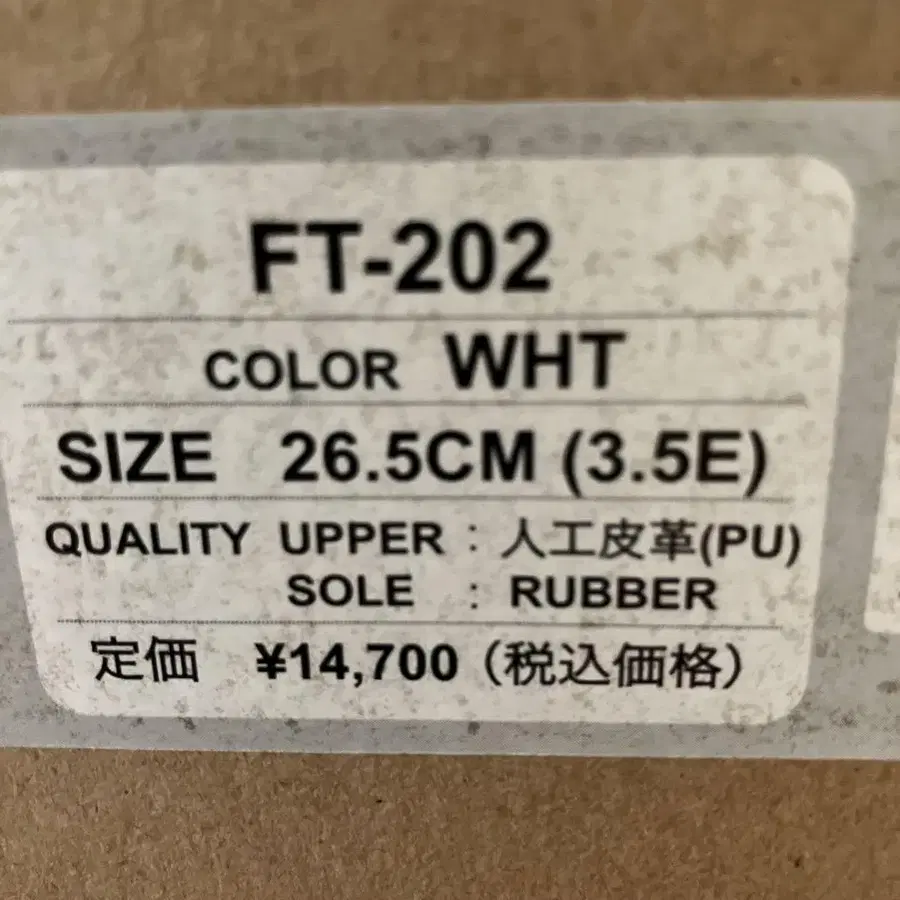 FT-202
COLOR WHT
SIZE 26.5CM (3.5E)
QUALITY UPPER : 人工皮革(PU)
SOLE : RUBBER
定価 ¥14,700 (税込価格)